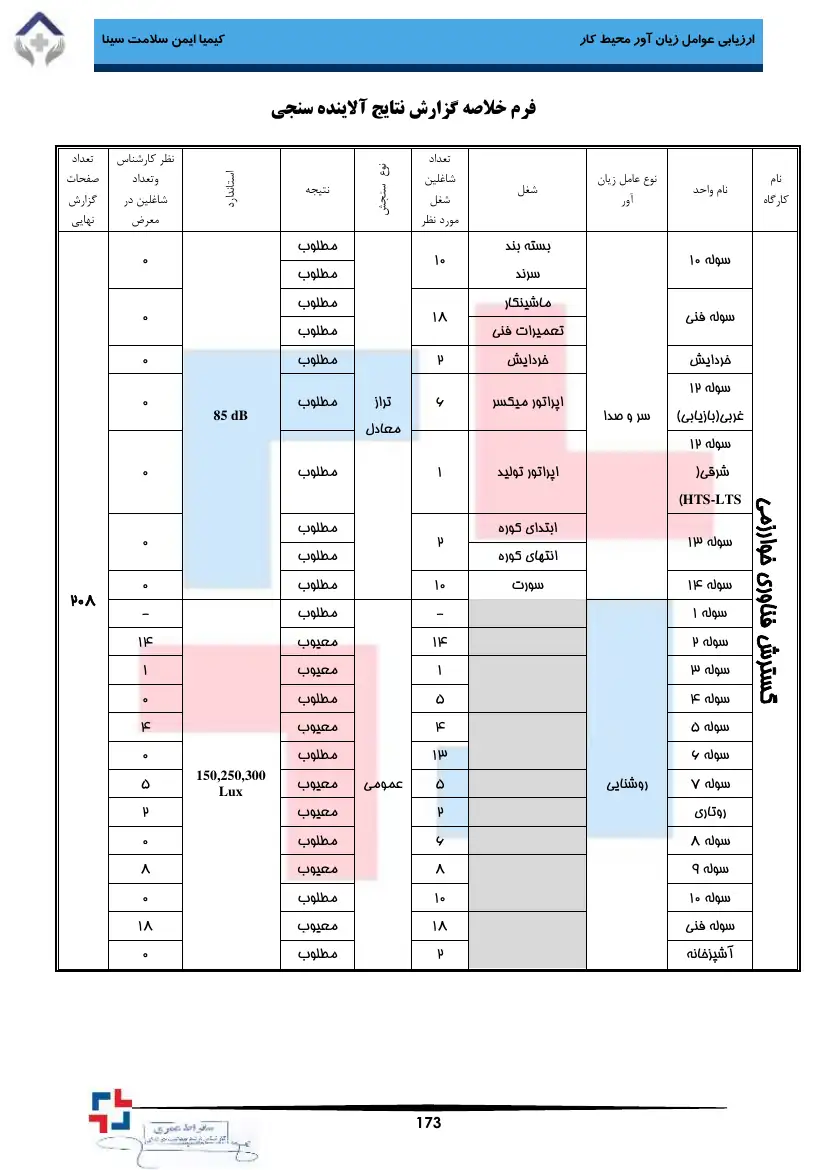 ارزیابی عوامل زیان آور محیط کار
کیمیا ایمن سلامت سینا
فرم خلاصه گزارش نتایج آلاینده سنجی
نام کارگاه | نام واحد | نوع عامل زیان آور | شغل | تعداد شاغلین شغل مورد نظر | نوع سنجش | نتیجه | استاندارد | نظر کارشناس وتعداد شاغلین در معرض | تعداد صفحات گزارش نهایی
گسترش فناوری خوارزمی | سوله ۱۰ | سر و صدا | بسته بند | ۱۰ | تراز معادل | مطلوب | 85 dB | ۰ | ۲۰۸
سرند | مطلوب
سوله فنی | ماشینکار | ۱۸ | مطلوب | ۰
تعمیرات فنی | مطلوب
خردایش | خردایش | ۲ | مطلوب | ۰
سوله ۱۲ غربی(بازیابی) | اپراتور میکسر | ۶ | مطلوب | ۰
سوله ۱۲ شرقی( HTS-LTS) | اپراتور تولید | ۱ | مطلوب | ۰
سوله ۱۳ | ابتدای کوره | ۲ | مطلوب | ۰
انتهای کوره | مطلوب
سوله ۱۴ | سورت | ۱۰ | مطلوب | ۰
سوله ۱ | روشنایی | - | عمومی | مطلوب | 150,250,300 Lux | -
سوله ۲ | ۱۴ | معیوب | ۱۴
سوله ۳ | ۱ | معیوب | ۱
سوله ۴ | ۵ | مطلوب | ۰
سوله ۵ | ۴ | معیوب | ۴
سوله ۶ | ۱۳ | مطلوب | ۰
سوله ۷ | ۵ | معیوب | ۵
روتاری | ۲ | معیوب | ۲
سوله ۸ | ۶ | مطلوب | ۰
سوله ۹ | ۸ | معیوب | ۸
سوله ۱۰ | ۱۰ | مطلوب | ۰
سوله فنی | ۱۸ | معیوب | ۱۸
آشپزخانه | ۲ | مطلوب | ۰
173